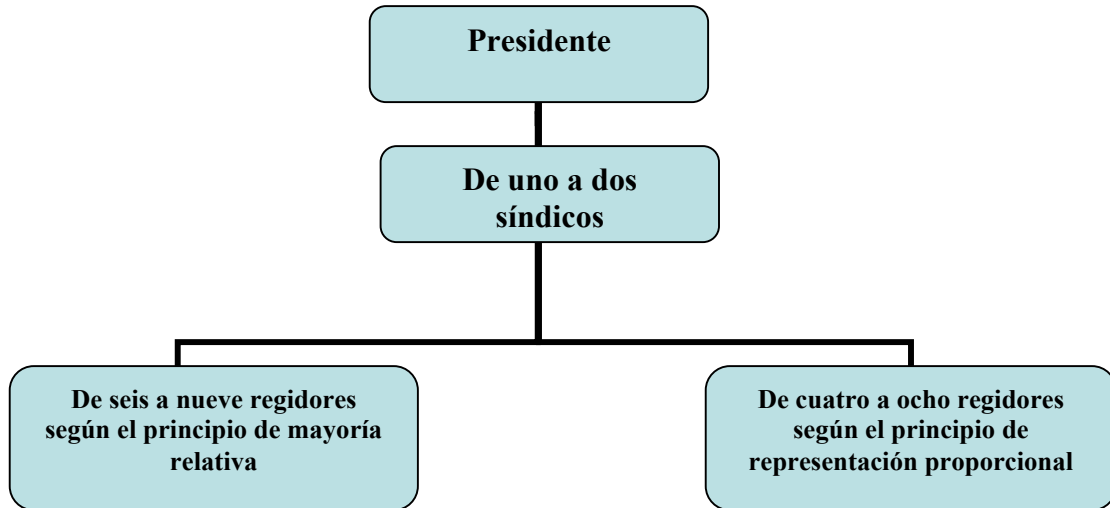 Presidente
De uno a dos
síndicos
De seis a nueve regidores
según el principio de mayoría
relativa
De cuatro a ocho regidores
según el principio de
representación proporcional